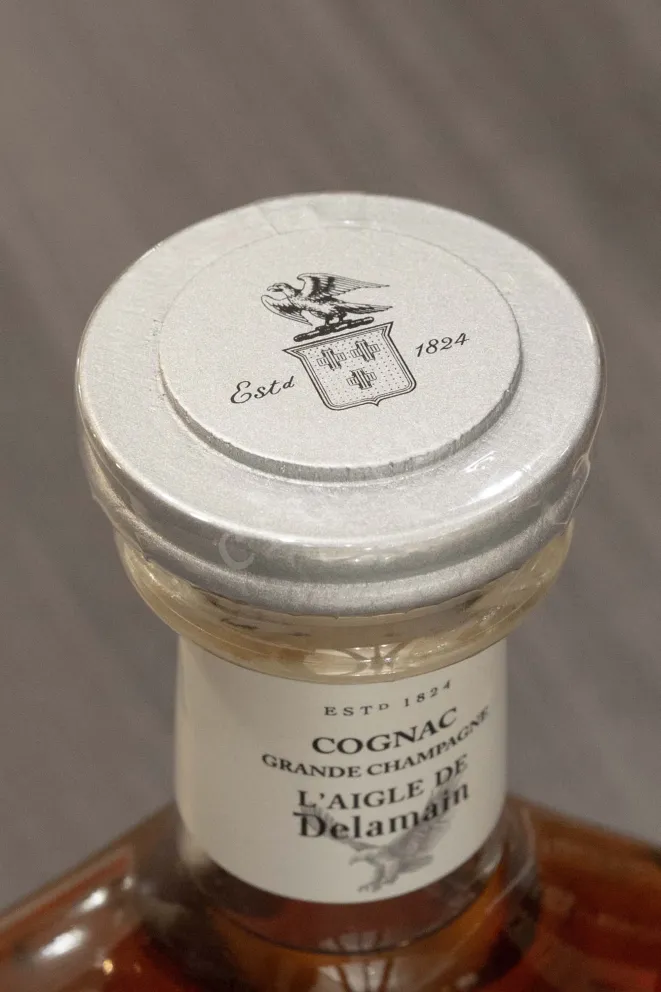 Estd 1824
ESTD 1824
COGNAC
GRANDE CHAMPAGNE
L'AIGLE DE
Delamain